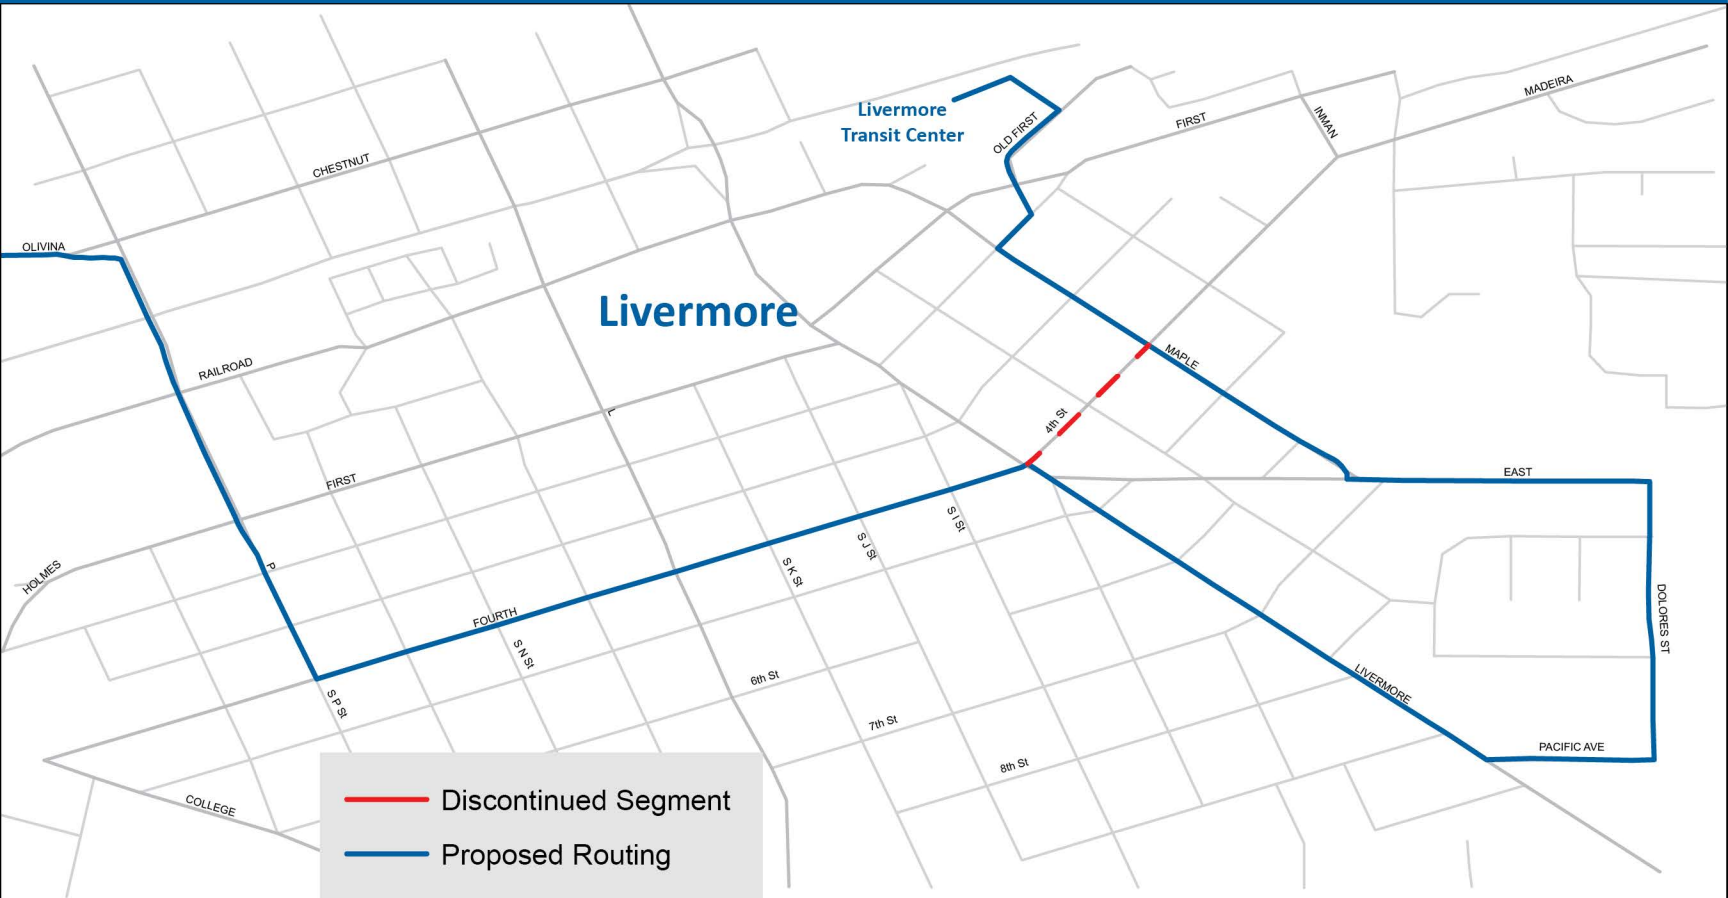 MADEIRA
Livermore
Transit Center
OLD FIRST
FIRST
INMAN
CHESTNUT
OLIVINA
Livermore
RAILROAD
MAPLE
L
4th St
FIRST
EAST
S I St
S J St
S K St
P
HOLMES
DOLORES ST
FOURTH
S N St
6th St
LIVERMORE
S P St
7th St
PACIFIC AVE
8th St
COLLEGE
Discontinued Segment
Proposed Routing